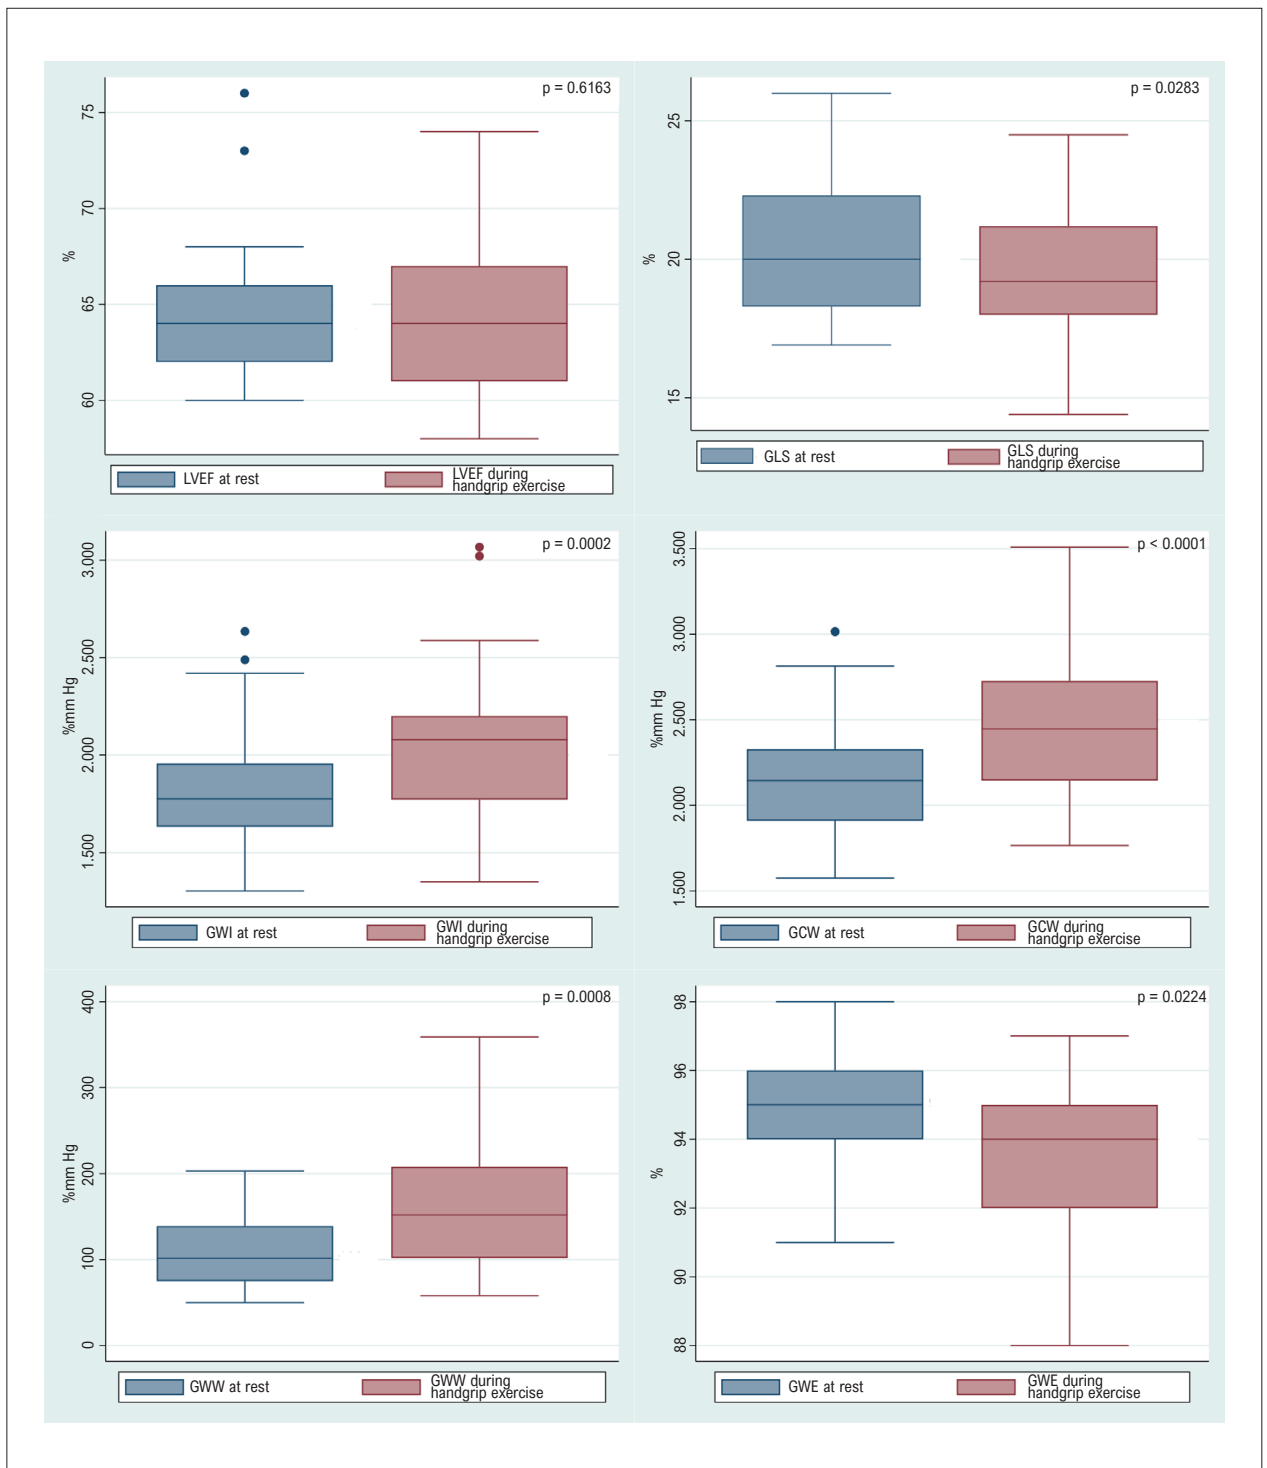 p = 0.6163
75
70
65
60
%
LVEF at rest
LVEF during
handgrip exercise
p = 0.0283
25
20
15
%
GLS at rest
GLS during
handgrip exercise
p = 0.0002
3.000
2.500
2.000
1.500
%mm Hg
GWI at rest
GWI during
handgrip exercise
p < 0.0001
3.500
3.000
2.500
2.000
1.500
%mm Hg
GCW at rest
GCW during
handgrip exercise
p = 0.0008
400
300
200
100
0
%mm Hg
GWW at rest
GWW during
handgrip exercise
p = 0.0224
98
96
94
92
90
88
%
GWE at rest
GWE during
handgrip exercise